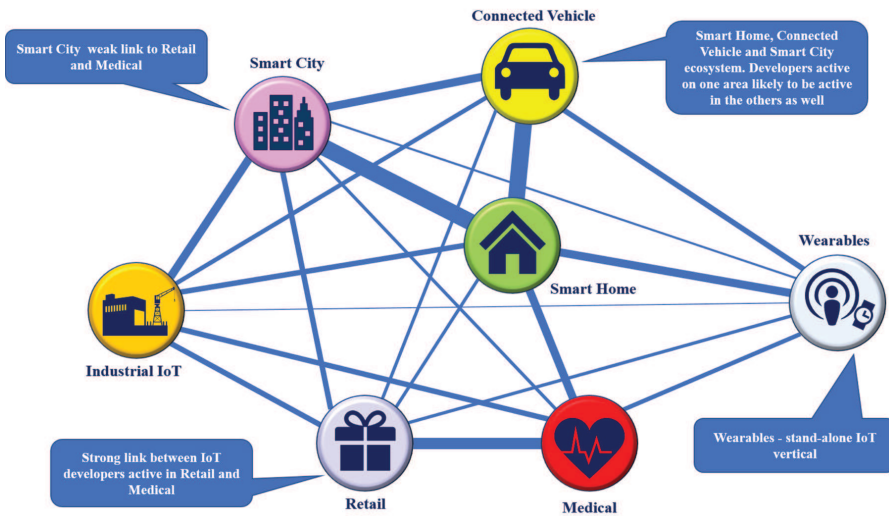 Connected Vehicle
Smart City weak link to Retail
and Medical
Smart Home, Connected
Vehicle and Smart City
ecosystem. Developers active
on one area likely to be active
in the others as well
Smart City
Wearables
Smart Home
Industrial IoT
Wearables - stand-alone IoT
vertical
Strong link between IoT
developers active in Retail and
Medical
Retail
Medical